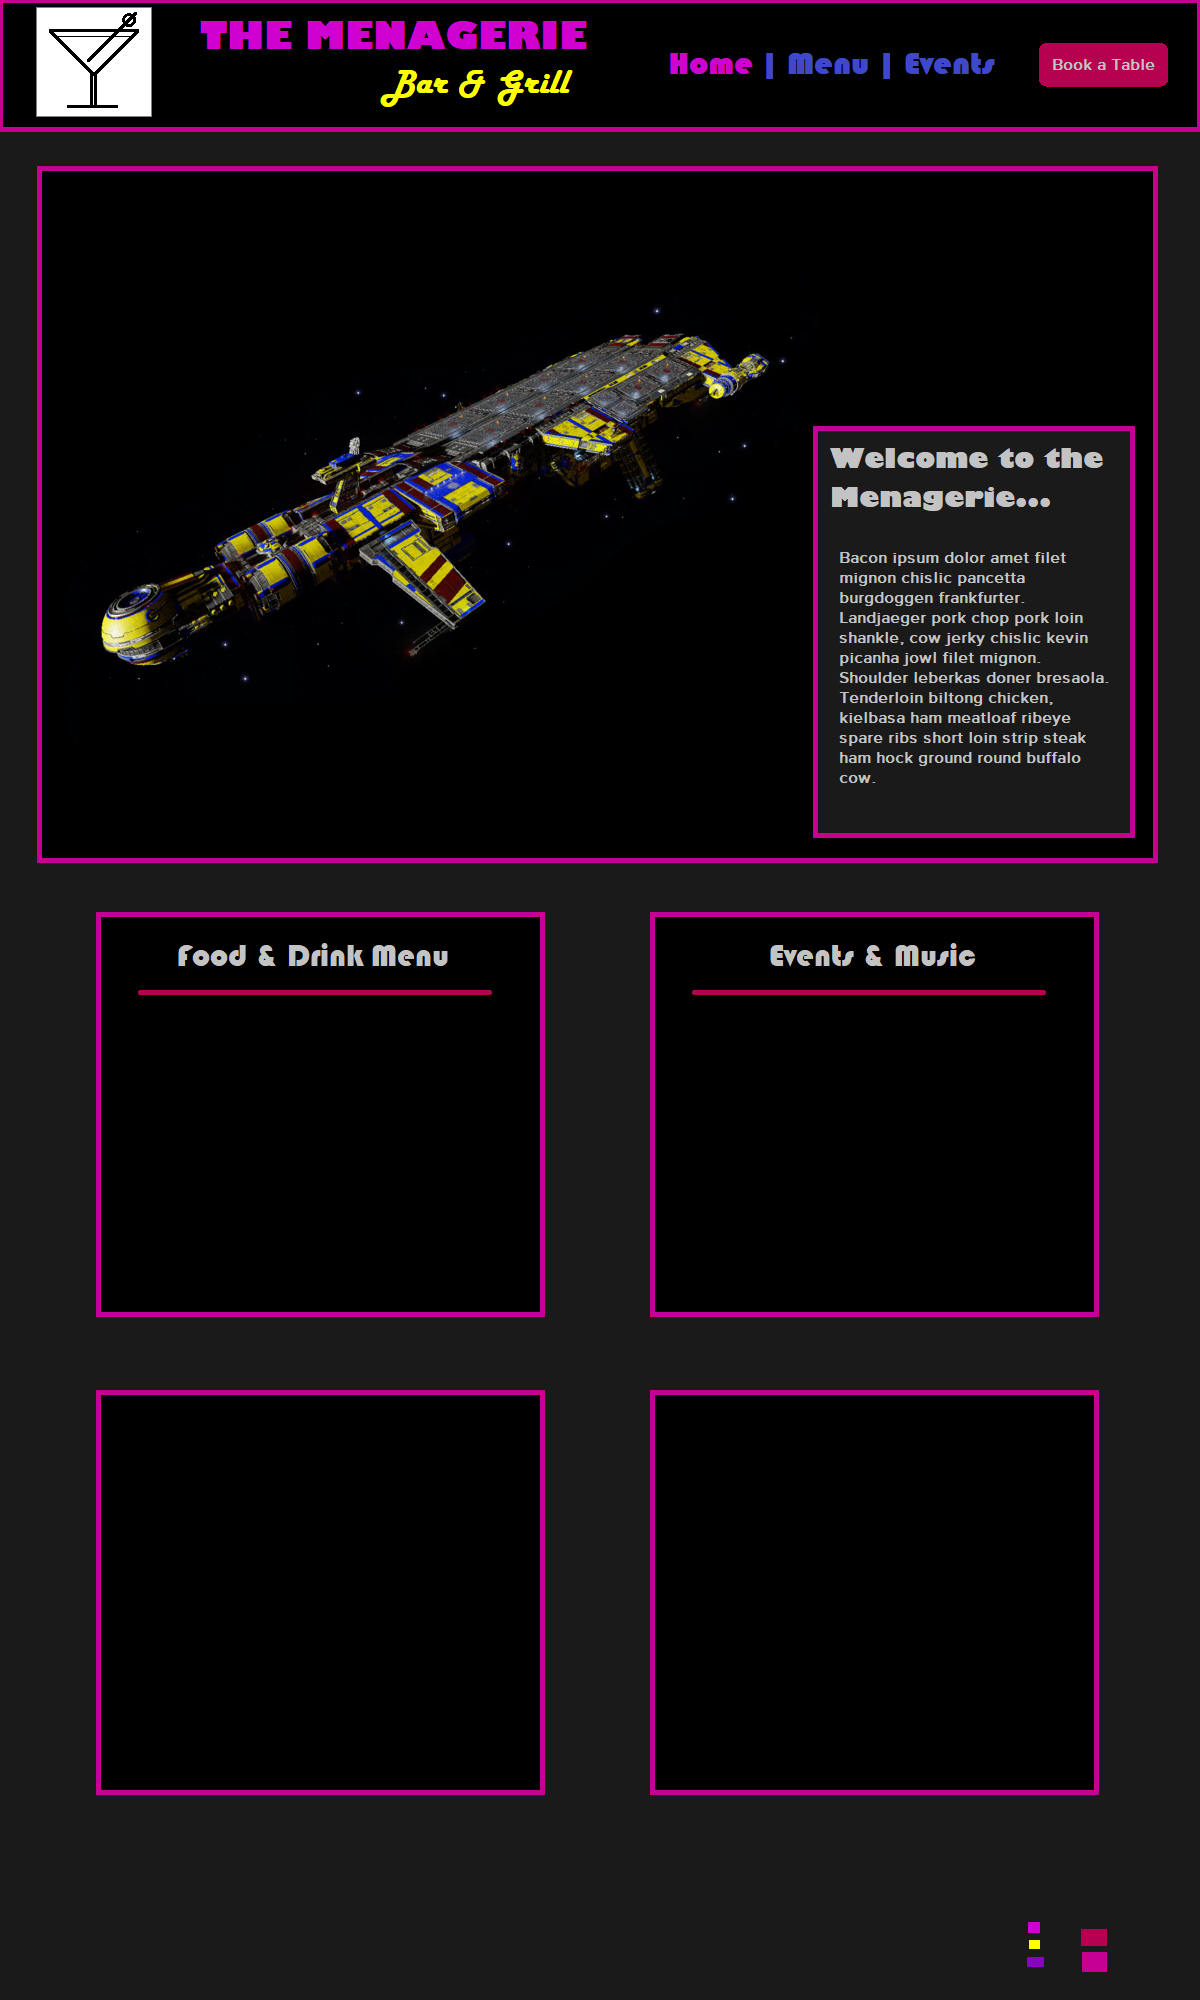 THE MENAGERIE
Bar & Grill
Home | Menu | Events
Book a Table
Welcome to the
Menagerie...
Bacon ipsum dolor amet filet
mignon chislic pancetta
burgdoggen frankfurter.
Landjaeger pork chop pork loin
shankle, cow jerky chislic kevin
picanha jowl filet mignon.
Shoulder leberkas doner bresaola.
Tenderloin biltong chicken,
kielbasa ham meatloaf ribeye
spare ribs short loin strip steak
ham hock ground round buffalo
cow.
Food & Drink Menu
Events & Music